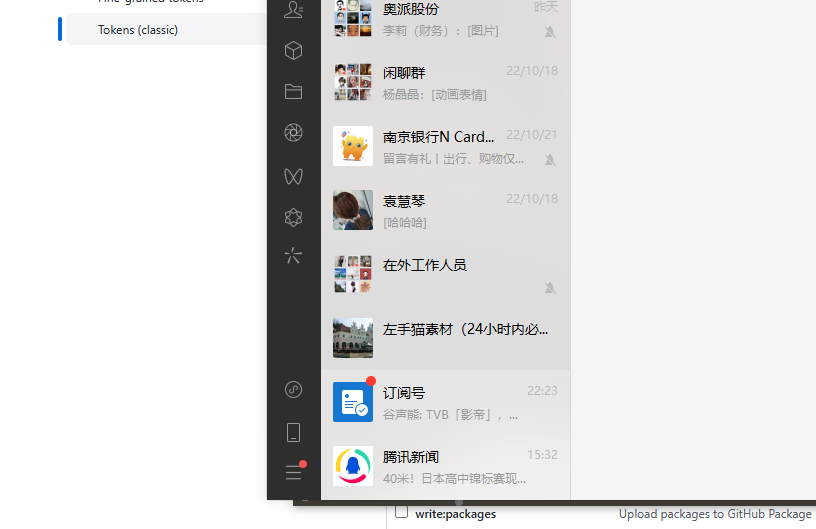 Tokens (classic)
奥派股份
昨天
李莉（财务）：[图片]
闲聊群
22/10/18
杨晶晶：[动画表情]
南京银行N Card...
22/10/21
留言有礼丨出行、购物仅...
袁慧琴
22/10/18
[哈哈哈]
在外工作人员
左手猫素材（24小时内必...
订阅号
22:23
谷声熊: TVB「影帝」，...
腾讯新闻
15:32
40米！日本高中锦标赛现...
write:packages
Upload packages to GitHub Package